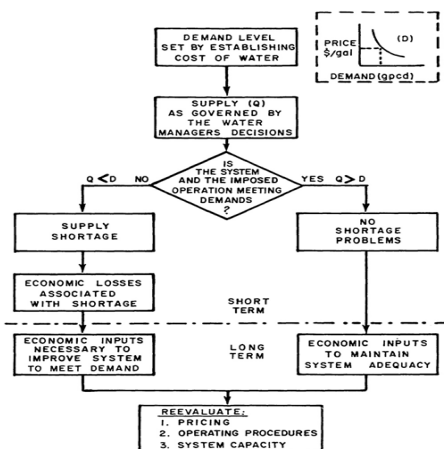 DEMAND LEVEL
SET BY ESTABLISHING
COST OF WATER
PRICE
$/gal
(D)
DEMAND(gpcd)
SUPPLY (Q)
AS GOVERNED BY
THE WATER
MANAGERS DECISIONS
IS
THE SYSTEM
AND THE IMPOSED
OPERATION MEETING
DEMANDS
?
Q<D NO
YES Q>D
SUPPLY
SHORTAGE
NO
SHORTAGE
PROBLEMS
ECONOMIC LOSSES
ASSOCIATED
WITH SHORTAGE
SHORT
TERM
LONG
TERM
ECONOMIC INPUTS
NECESSARY TO
IMPROVE SYSTEM
TO MEET DEMAND
ECONOMIC INPUTS
TO MAINTAIN
SYSTEM ADEQUACY
REEVALUATE:
1. PRICING
2. OPERATING PROCEDURES
3. SYSTEM CAPACITY